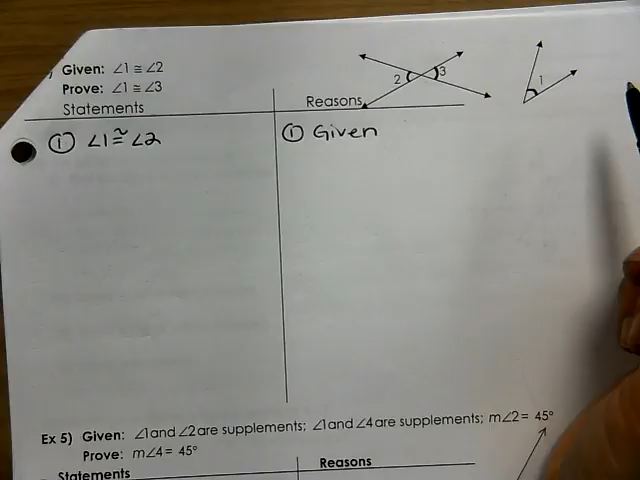 Given: ∠1 ≅ ∠2
Prove: ∠1 ≅ ∠3
2 3 1
Statements Reasons
① ∠1 ≅ ∠2 ① Given
Ex 5) Given: ∠1 and ∠2 are supplements; ∠1 and ∠4 are supplements; m∠2 = 45°
Prove: m∠4 = 45°
Statements Reasons